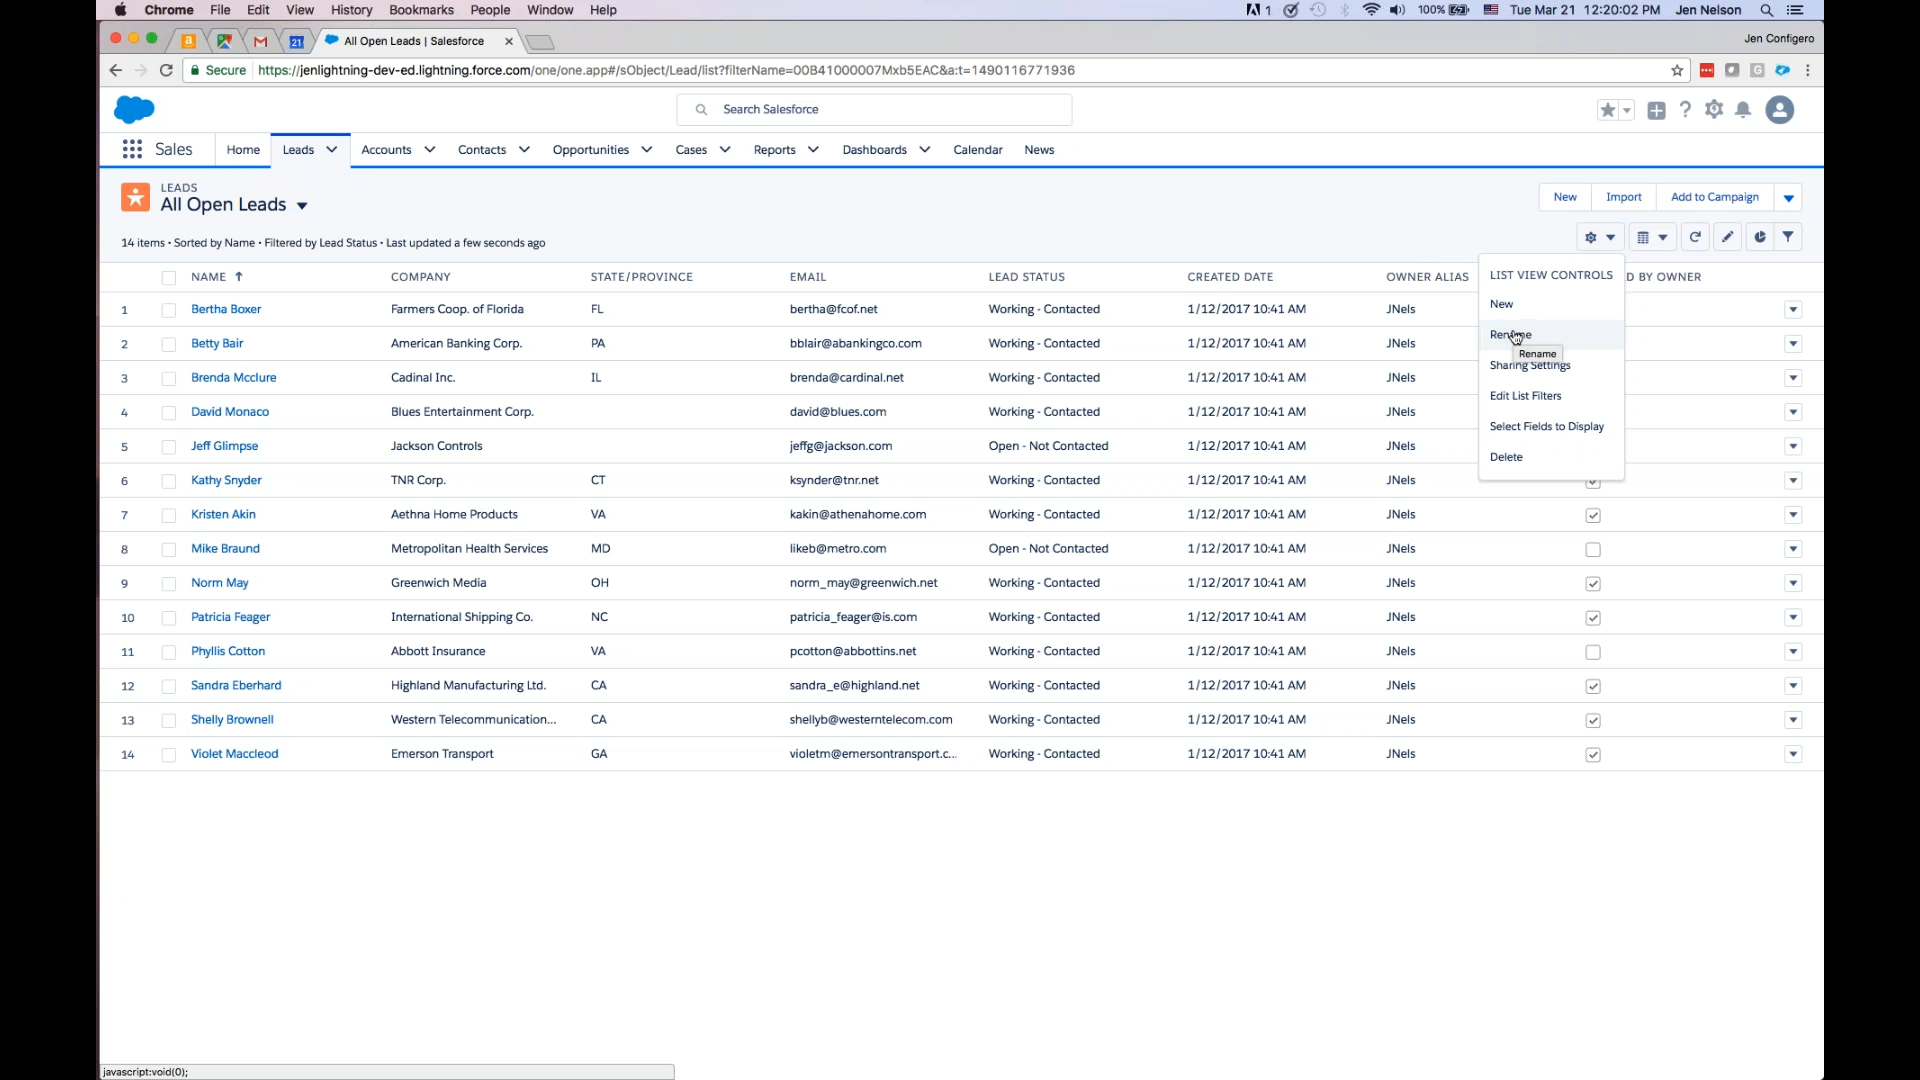 Chrome File Edit View History Bookmarks People Window Help 1 100% Tue Mar 21 12:20:02 PM Jen Nelson
a 21 All Open Leads | Salesforce Jen Configero
Secure https://jenlightning-dev-ed.lightning.force.com/one/one.app#/sObject/Lead/list?filterName=00B41000007Mxb5EAC&a:t=1490116771936
Search Salesforce
Sales Home Leads Accounts Contacts Opportunities Cases Reports Dashboards Calendar News
LEADS
All Open Leads
New Import Add to Campaign
14 items • Sorted by Name • Filtered by Lead Status • Last updated a few seconds ago
NAME COMPANY STATE/PROVINCE EMAIL LEAD STATUS CREATED DATE OWNER ALIAS D BY OWNER
1 Bertha Boxer Farmers Coop. of Florida FL bertha@fcof.net Working - Contacted 1/12/2017 10:41 AM JNels
2 Betty Bair American Banking Corp. PA bblair@abankingco.com Working - Contacted 1/12/2017 10:41 AM JNels
3 Brenda Mcclure Cadinal Inc. IL brenda@cardinal.net Working - Contacted 1/12/2017 10:41 AM JNels
4 David Monaco Blues Entertainment Corp. david@blues.com Working - Contacted 1/12/2017 10:41 AM JNels
5 Jeff Glimpse Jackson Controls jeffg@jackson.com Open - Not Contacted 1/12/2017 10:41 AM JNels
6 Kathy Snyder TNR Corp. CT ksynder@tnr.net Working - Contacted 1/12/2017 10:41 AM JNels
7 Kristen Akin Aethna Home Products VA kakin@athenahome.com Working - Contacted 1/12/2017 10:41 AM JNels
8 Mike Braund Metropolitan Health Services MD likeb@metro.com Open - Not Contacted 1/12/2017 10:41 AM JNels
9 Norm May Greenwich Media OH norm_may@greenwich.net Working - Contacted 1/12/2017 10:41 AM JNels
10 Patricia Feager International Shipping Co. NC patricia_feager@is.com Working - Contacted 1/12/2017 10:41 AM JNels
11 Phyllis Cotton Abbott Insurance VA pcotton@abbottins.net Working - Contacted 1/12/2017 10:41 AM JNels
12 Sandra Eberhard Highland Manufacturing Ltd. CA sandra_e@highland.net Working - Contacted 1/12/2017 10:41 AM JNels
13 Shelly Brownell Western Telecommunication... CA shellyb@westerntelecom.com Working - Contacted 1/12/2017 10:41 AM JNels
14 Violet Maccleod Emerson Transport GA violetm@emersontransport.c... Working - Contacted 1/12/2017 10:41 AM JNels
LIST VIEW CONTROLS
New
Rename
Rename
Sharing Settings
Edit List Filters
Select Fields to Display
Delete
javascript:void(0);